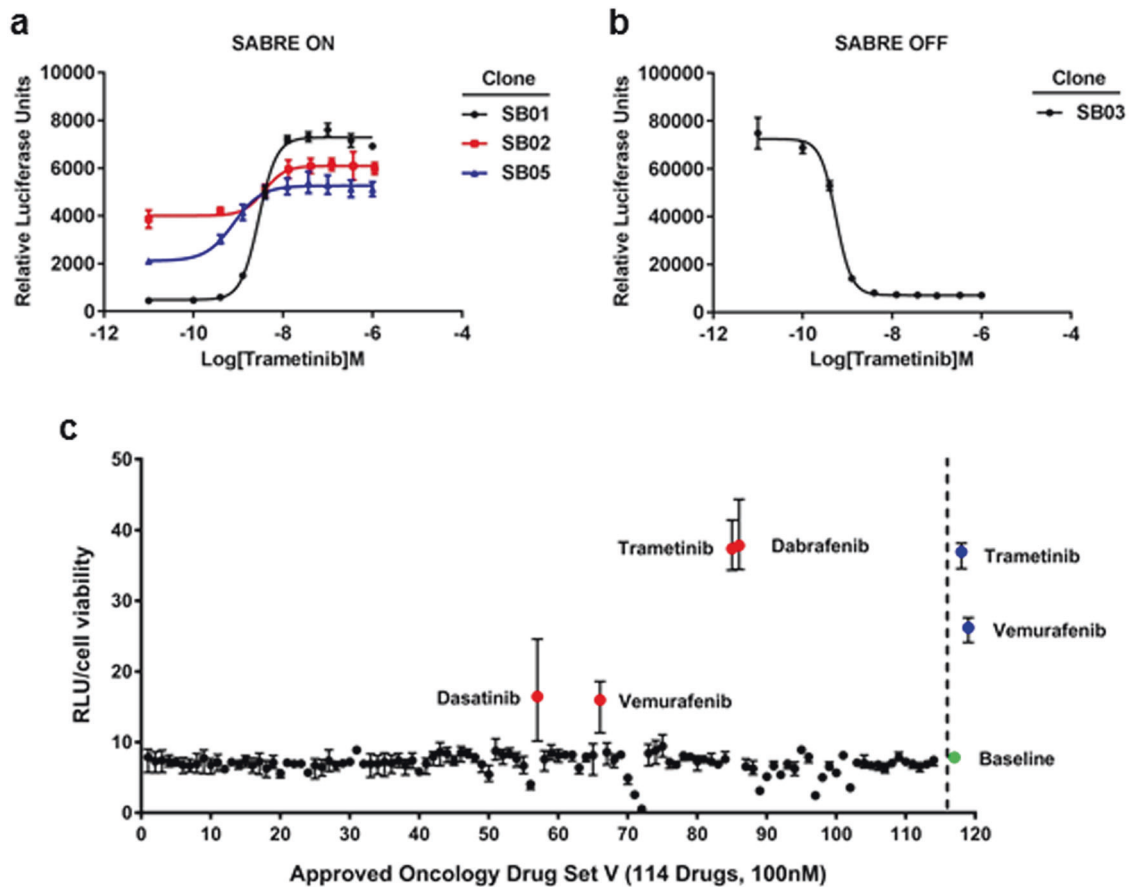 a
SABRE ON
Relative Luciferase Units
10000
8000
6000
4000
2000
0
-12
-10
-8
-6
-4
Log[Trametinib]M
Clone
SB01
SB02
SB05
b
SABRE OFF
Relative Luciferase Units
100000
80000
60000
40000
20000
0
-12
-10
-8
-6
-4
Log[Trametinib]M
Clone
SB03
c
RLU/cell viability
50
40
30
20
10
0
Trametinib
Dabrafenib
Dasatinib
Vemurafenib
Trametinib
Vemurafenib
Baseline
0
10
20
30
40
50
60
70
80
90
100
110
120
Approved Oncology Drug Set V (114 Drugs, 100nM)